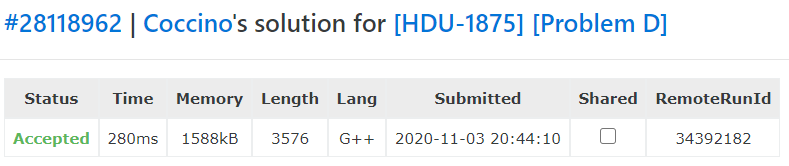 #28118962 | Coccino's solution for [HDU-1875] [Problem D]
Status Time Memory Length Lang Submitted Shared RemoteRunId
Accepted 280ms 1588kB 3576 G++ 2020-11-03 20:44:10 34392182